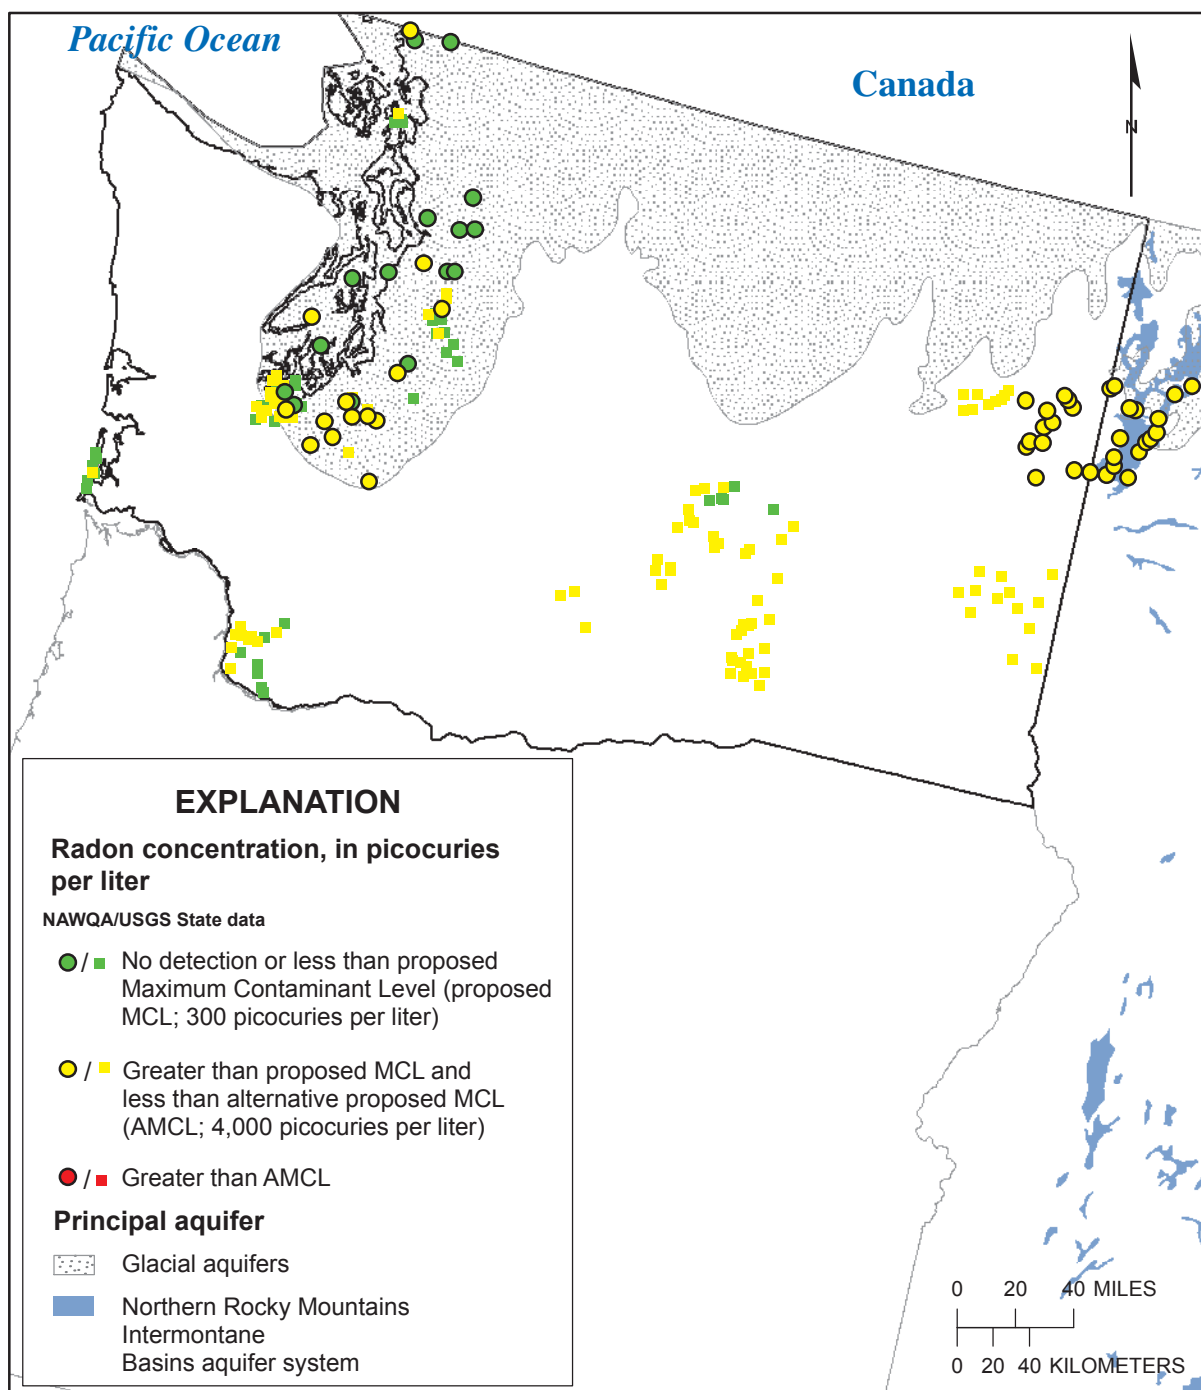 Pacific Ocean
Canada
N
EXPLANATION
Radon concentration, in picocuries
per liter
NAWQA/USGS State data
/ No detection or less than proposed
Maximum Contaminant Level (proposed
MCL; 300 picocuries per liter)
/ Greater than proposed MCL and
less than alternative proposed MCL
(AMCL; 4,000 picocuries per liter)
/ Greater than AMCL
Principal aquifer
Glacial aquifers
Northern Rocky Mountains
Intermontane
Basins aquifer system
0 20 40 MILES
0 20 40 KILOMETERS